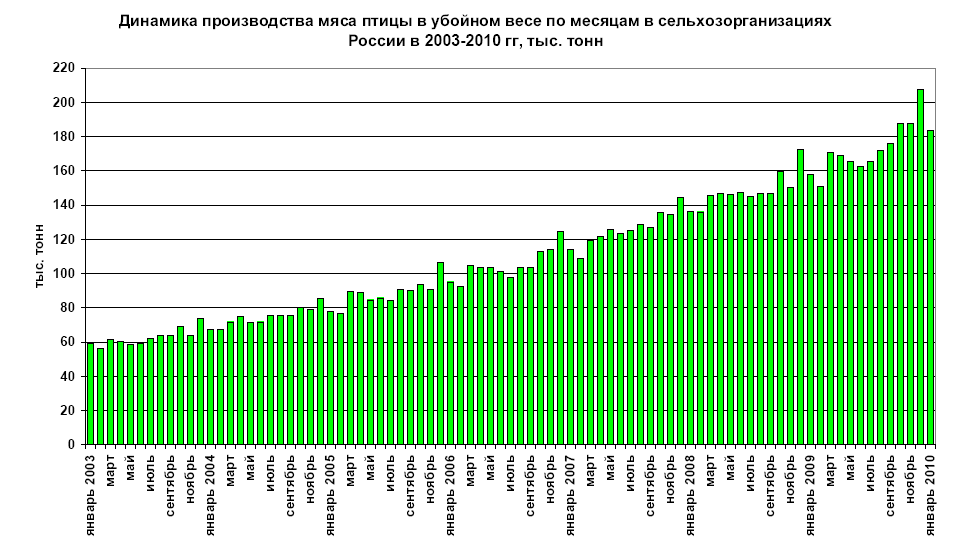 Динамика производства мяса птицы в убойном весе по месяцам в сельхозорганизациях
России в 2003-2010 гг, тыс. тонн
220
200
180
160
140
120
100
80
60
40
20
0
тыс. тонн
январь 2003
март
май
июль
сентябрь
ноябрь
январь 2004
март
май
июль
сентябрь
ноябрь
январь 2005
март
май
июль
сентябрь
ноябрь
январь 2006
март
май
июль
сентябрь
ноябрь
январь 2007
март
май
июль
сентябрь
ноябрь
январь 2008
март
май
июль
сентябрь
ноябрь
январь 2009
март
май
июль
сентябрь
ноябрь
январь 2010